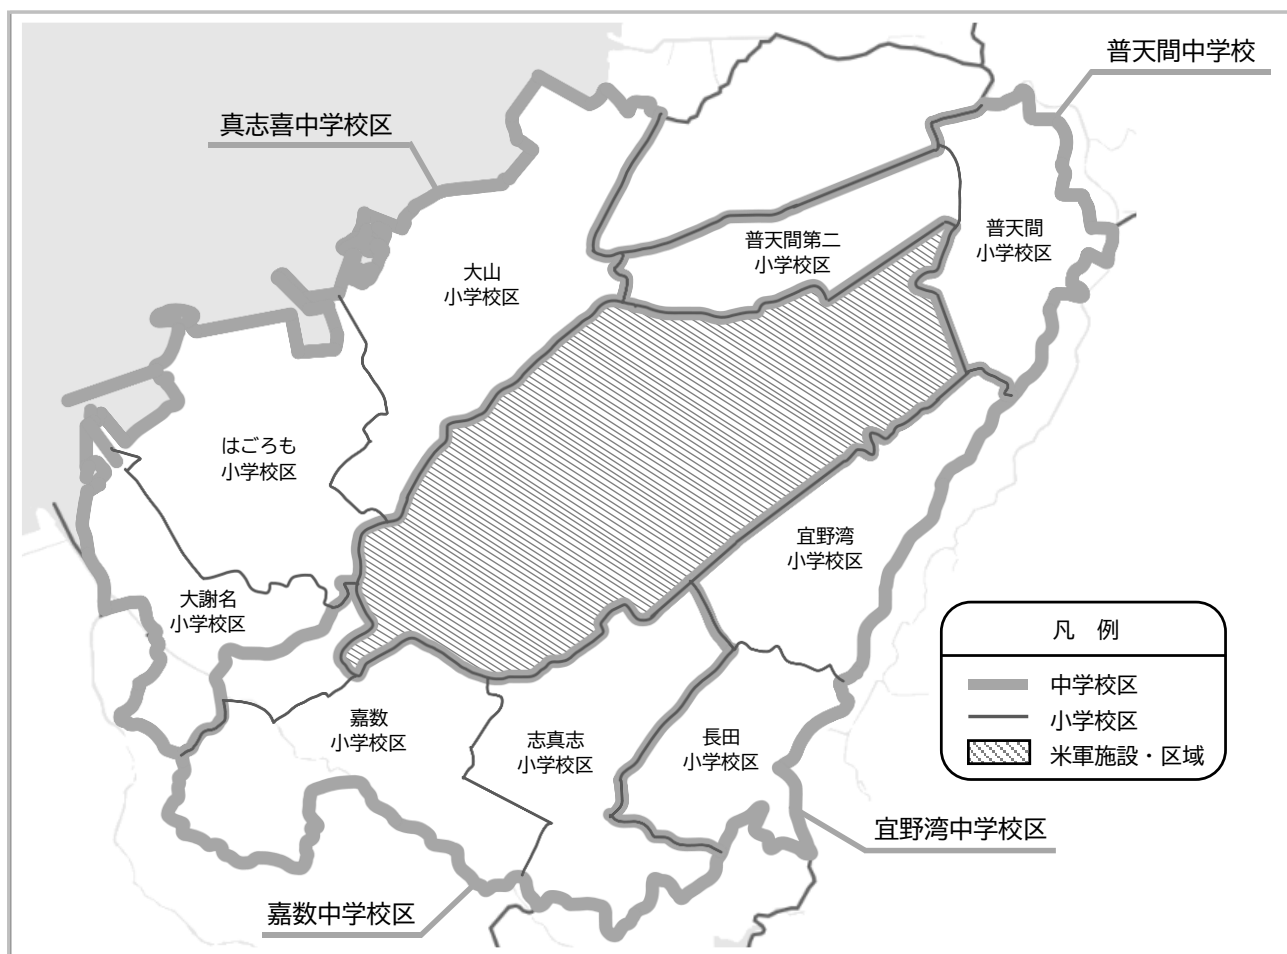 普天間中学校
真志喜中学校区
普天間
小学校区
普天間第二
小学校区
大山
小学校区
はごろも
小学校区
宜野湾
小学校区
大謝名
小学校区
嘉数
小学校区
志真志
小学校区
長田
小学校区
凡 例
中学校区
小学校区
米軍施設・区域
宜野湾中学校区
嘉数中学校区